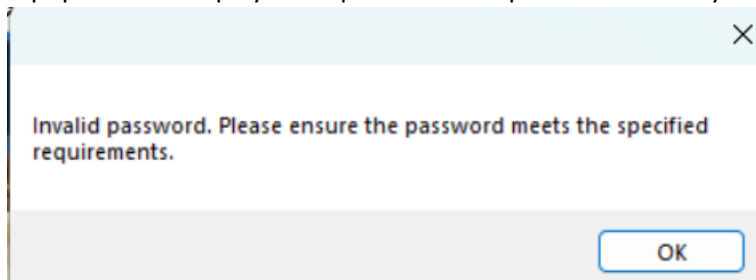 Invalid password. Please ensure the password meets the specified
requirements.
OK